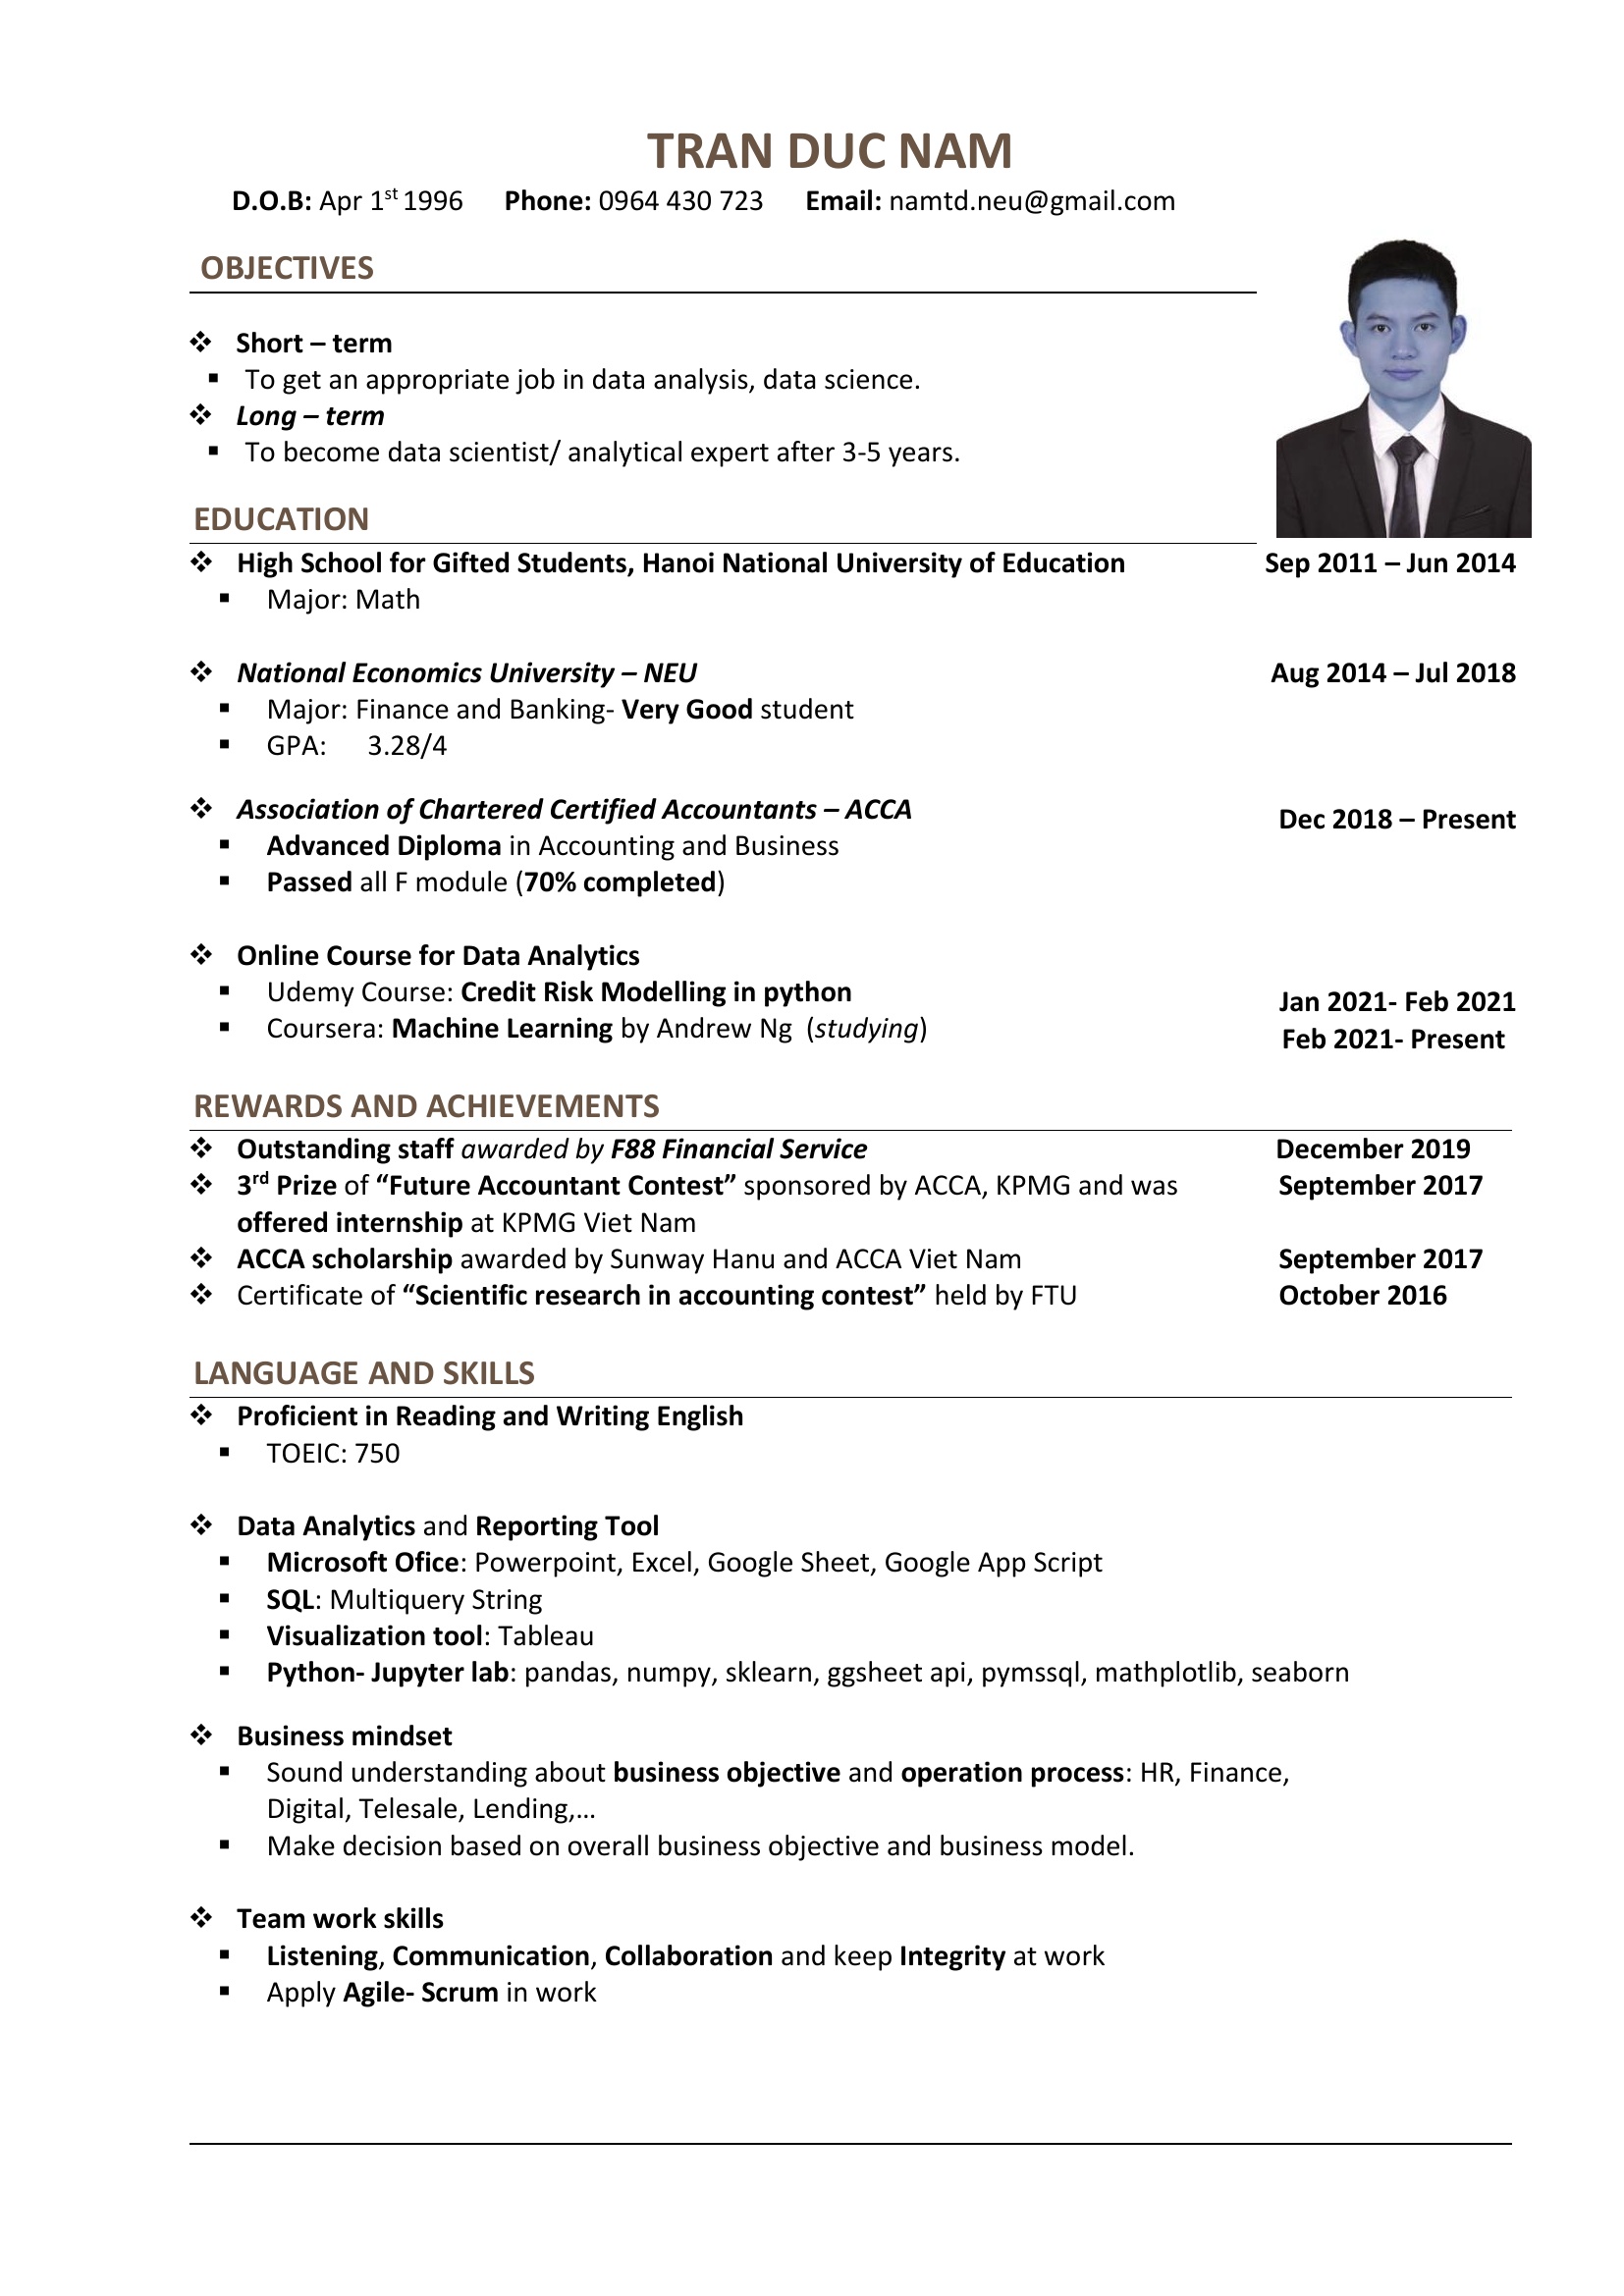 TRAN DUC NAM
D.O.B: Apr 1st 1996 Phone: 0964 430 723 Email: namtd.neu@gmail.com
OBJECTIVES
❖ Short – term
▪ To get an appropriate job in data analysis, data science.
❖ Long – term
▪ To become data scientist/ analytical expert after 3-5 years.
EDUCATION
❖ High School for Gifted Students, Hanoi National University of Education Sep 2011 – Jun 2014
▪ Major: Math
❖ National Economics University – NEU Aug 2014 – Jul 2018
▪ Major: Finance and Banking- Very Good student
▪ GPA: 3.28/4
❖ Association of Chartered Certified Accountants – ACCA Dec 2018 – Present
▪ Advanced Diploma in Accounting and Business
▪ Passed all F module (70% completed)
❖ Online Course for Data Analytics
▪ Udemy Course: Credit Risk Modelling in python Jan 2021- Feb 2021
▪ Coursera: Machine Learning by Andrew Ng (studying) Feb 2021- Present
REWARDS AND ACHIEVEMENTS
❖ Outstanding staff awarded by F88 Financial Service December 2019
❖ 3rd Prize of “Future Accountant Contest” sponsored by ACCA, KPMG and was September 2017
offered internship at KPMG Viet Nam
❖ ACCA scholarship awarded by Sunway Hanu and ACCA Viet Nam September 2017
❖ Certificate of “Scientific research in accounting contest” held by FTU October 2016
LANGUAGE AND SKILLS
❖ Proficient in Reading and Writing English
▪ TOEIC: 750
❖ Data Analytics and Reporting Tool
▪ Microsoft Ofice: Powerpoint, Excel, Google Sheet, Google App Script
▪ SQL: Multiquery String
▪ Visualization tool: Tableau
▪ Python- Jupyter lab: pandas, numpy, sklearn, ggsheet api, pymssql, mathplotlib, seaborn
❖ Business mindset
▪ Sound understanding about business objective and operation process: HR, Finance,
Digital, Telesale, Lending,…
▪ Make decision based on overall business objective and business model.
❖ Team work skills
▪ Listening, Communication, Collaboration and keep Integrity at work
▪ Apply Agile- Scrum in work